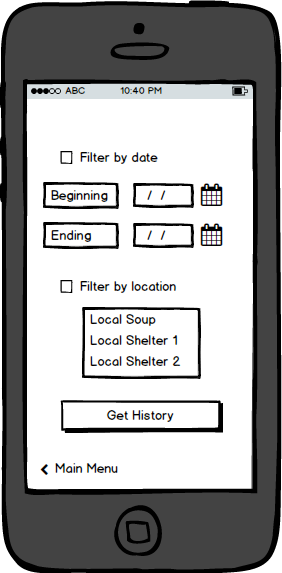 ABC 10:40 PM
Filter by date
Beginning / /
Ending / /
Filter by location
Local Soup
Local Shelter 1
Local Shelter 2
Get History
Main Menu